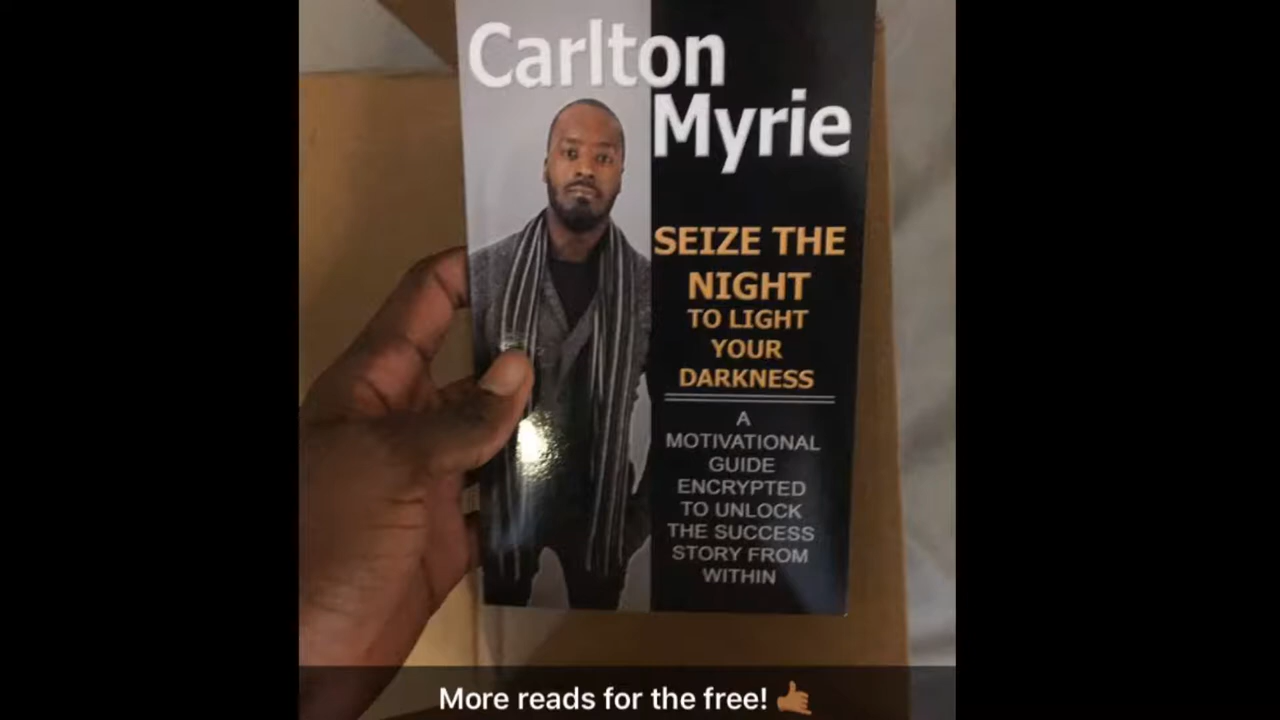 Carlton
Myrie
SEIZE THE
NIGHT
TO LIGHT
YOUR
DARKNESS
A
MOTIVATIONAL
GUIDE
ENCRYPTED
TO UNLOCK
THE SUCCESS
STORY FROM
WITHIN
More reads for the free! 🤙🏾